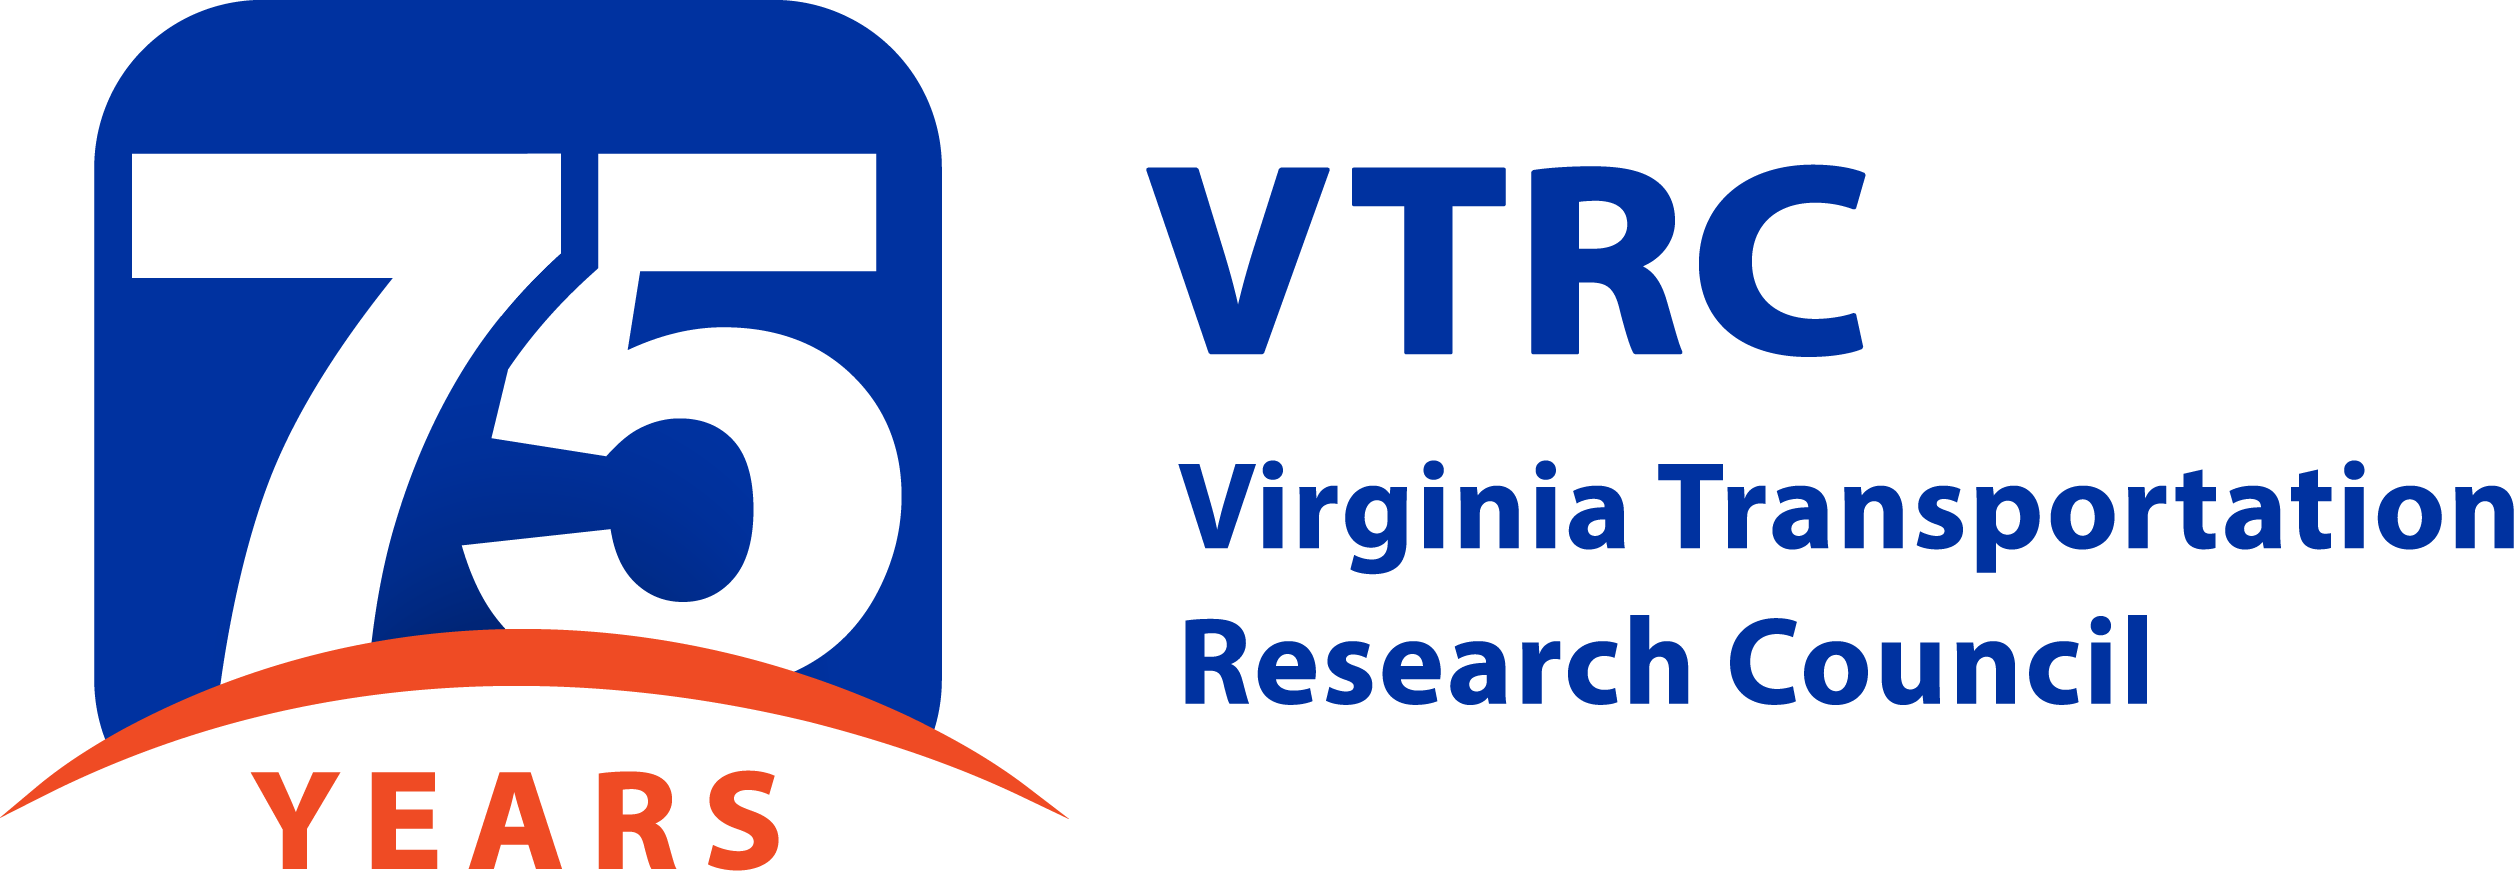 75
YEARS
VTRC
Virginia Transportation
Research Council